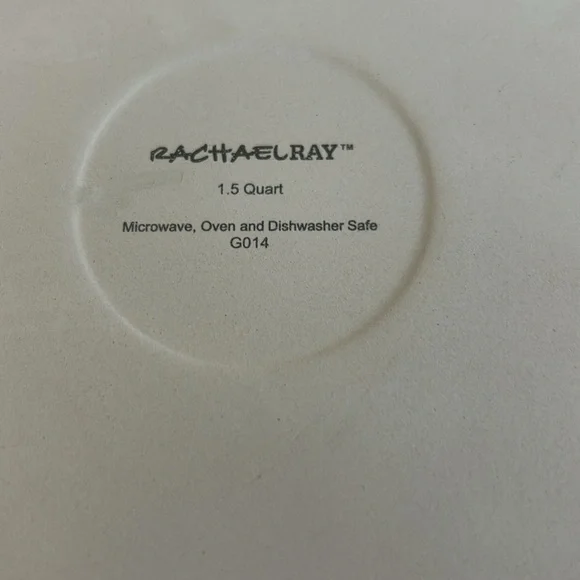 RACHAELRAY™
1.5 Quart
Microwave, Oven and Dishwasher Safe
G014